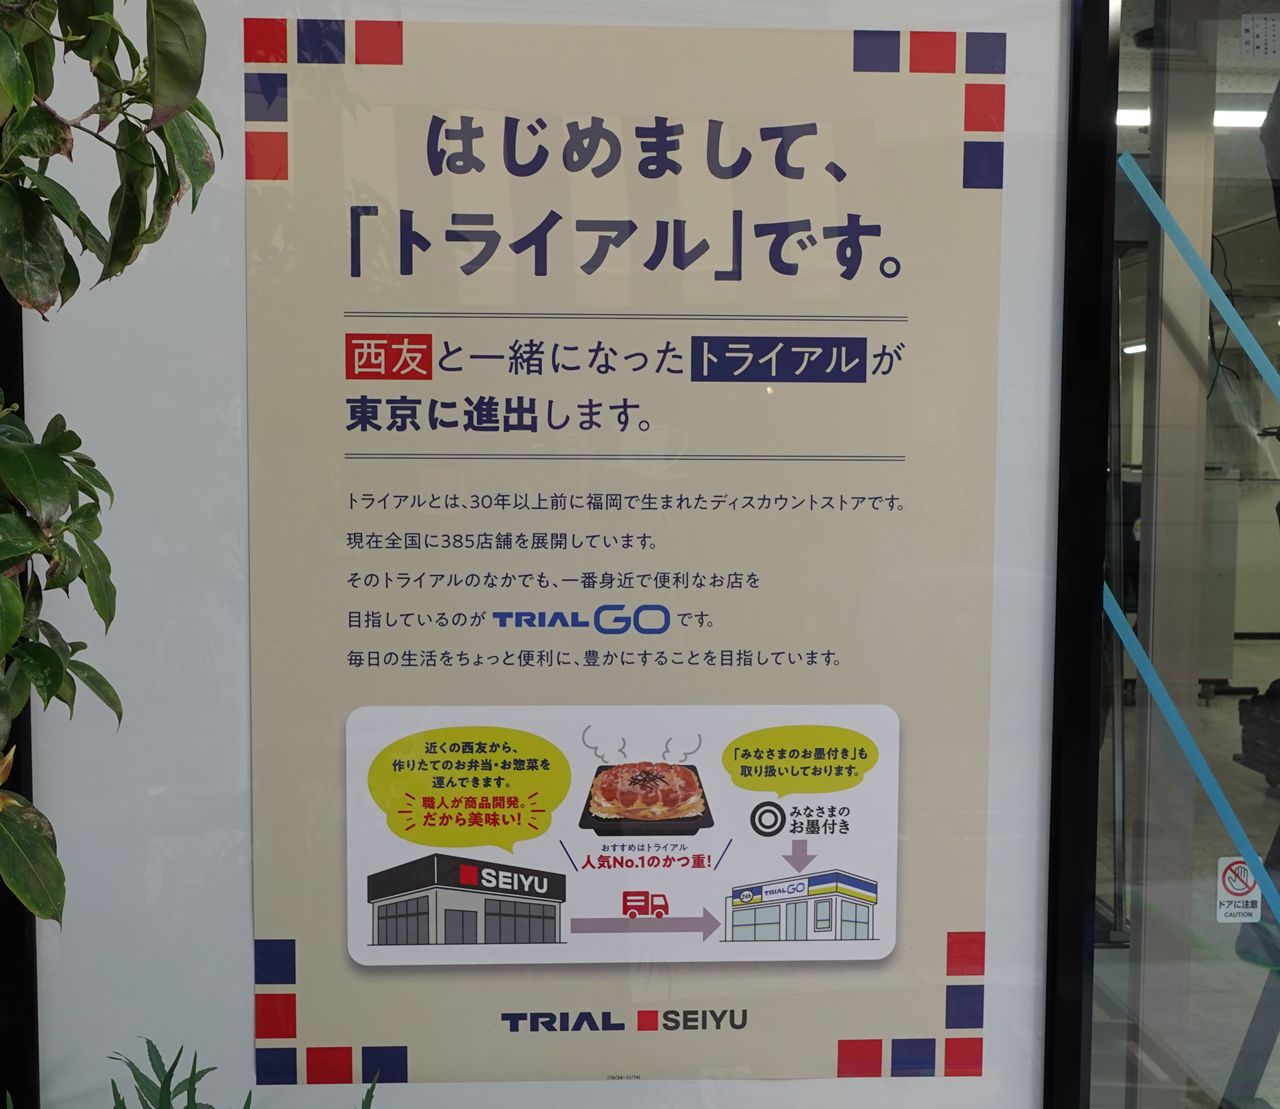 はじめまして、
「トライアル」です。
西友と一緒になったトライアルが
東京に進出します。
トライアルとは、30年以上前に福岡で生まれたディスカウントストアです。
現在全国に385店舗を展開しています。
そのトライアルのなかでも、一番身近で便利なお店を
目指しているのが TRIAL GO です。
毎日の生活をちょっと便利に、豊かにすることを目指しています。
近くの西友から、
作りたてのお弁当・お惣菜を
運んできます。
職人が商品開発。
だから美味い!
おすすめはトライアル
人気No.1のかつ重!
「みなさまのお墨付き」も
取り扱いしております。
みなさまの
お墨付き
SEIYU
24h TRIAL GO
TRIAL SEIYU
(10/24~11/14)
ドアに注意
CAUTION